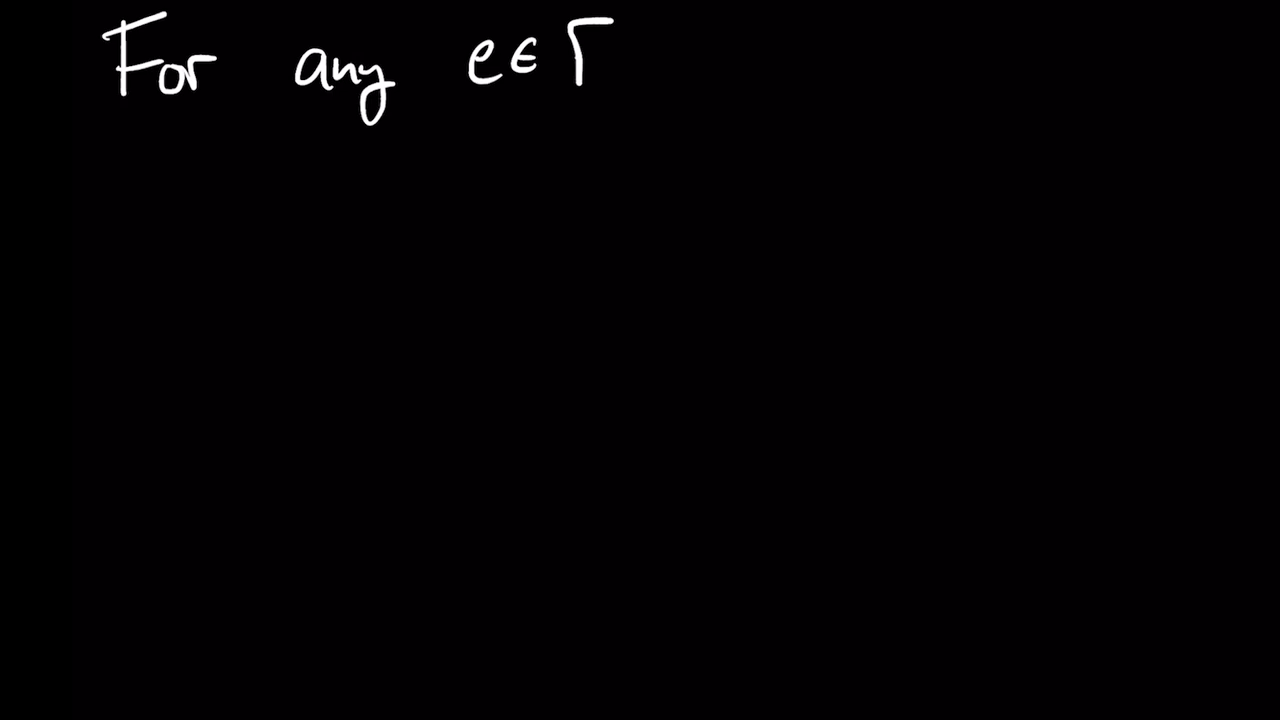 For any e ∈ Γ